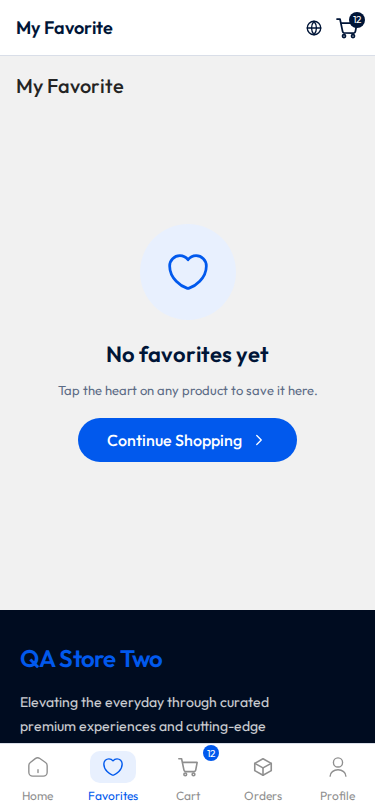 My Favorite
12
My Favorite
No favorites yet
Tap the heart on any product to save it here.
Continue Shopping
QA Store Two
Elevating the everyday through curated
premium experiences and cutting-edge
12
Home
Favorites
Cart
Orders
Profile